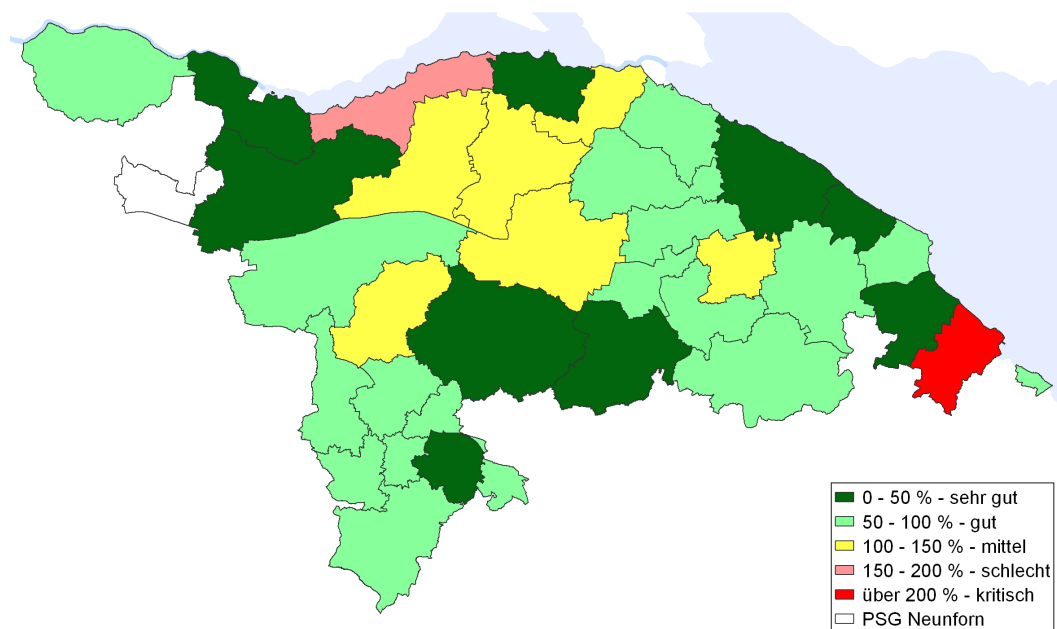 0 - 50 % - sehr gut
50 - 100 % - gut
100 - 150 % - mittel
150 - 200 % - schlecht
über 200 % - kritisch
PSG Neunforn